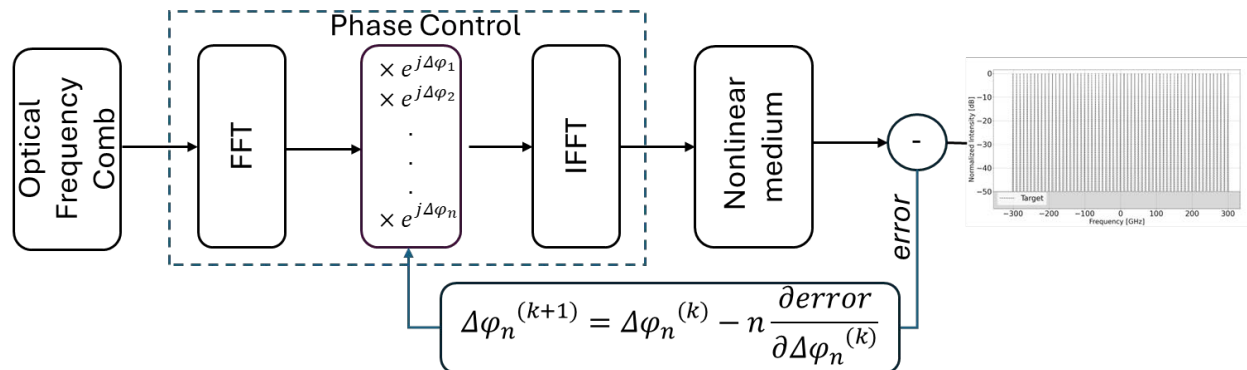 Phase Control
Optical
Frequency
Comb
FFT
× e^{jΔφ_1}
× e^{jΔφ_2}
.
.
.
× e^{jΔφ_n}
IFFT
Nonlinear
medium
-
error
Δφ_n^{(k+1)} = Δφ_n^{(k)} − n ∂error / ∂Δφ_n^{(k)}
Normalized Intensity [dB]
0
−10
−20
−30
−40
−50
Target
−300 −200 −100 0 100 200 300
Frequency [GHz]